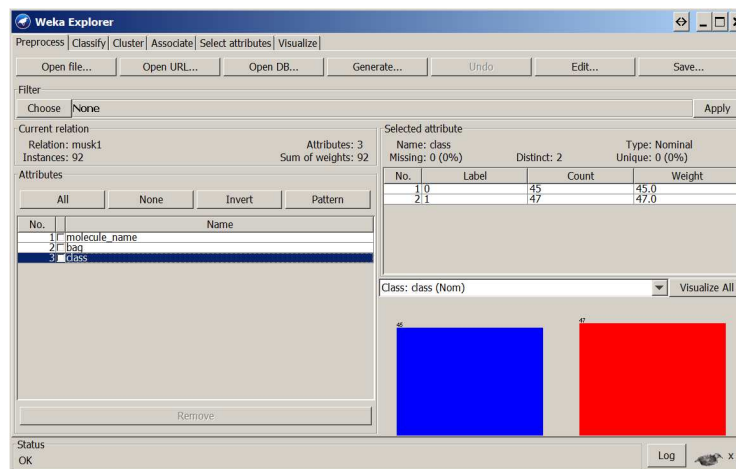 Weka Explorer
Preprocess Classify Cluster Associate Select attributes Visualize
Open file... Open URL... Open DB... Generate... Undo Edit... Save...
Filter
Choose None Apply
Current relation
Relation: musk1 Attributes: 3
Instances: 92 Sum of weights: 92
Attributes
All None Invert Pattern
No. Name
1 molecule_name
2 bag
3 class
Remove
Selected attribute
Name: class Type: Nominal
Missing: 0 (0%) Distinct: 2 Unique: 0 (0%)
No. Label Count Weight
1 0 45 45.0
2 1 47 47.0
Class: class (Nom) Visualize All
45 47
Status
OK Log x